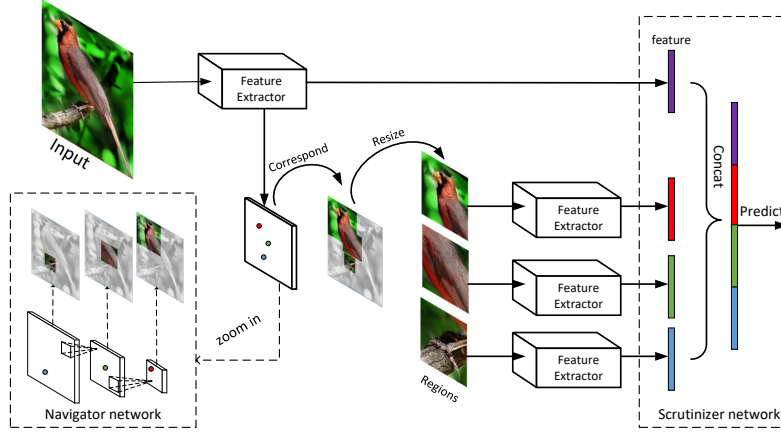 feature
Feature
Extractor
Input
Correspond
Resize
Concat
Feature
Extractor
Predict
Feature
Extractor
zoom in
Feature
Extractor
Regions
Navigator network
Scrutinizer network